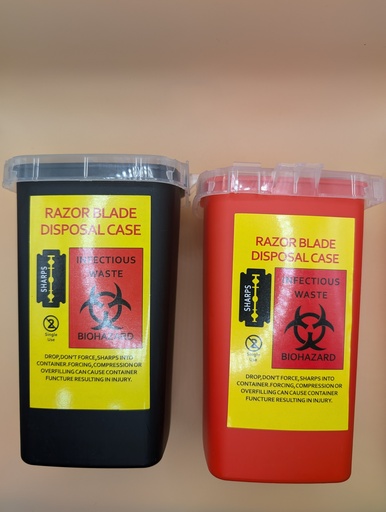 RAZOR BLADE
DISPOSAL CASE
SHARPS
INFECTIOUS
WASTE
BIOHAZARD
2
Single
Use
DROP,DON'T FORCE,SHARPS INTO
CONTAINER.FORCING,COMPRESSION OR
OVERFILLING CAN CAUSE CONTAINER
FUNCTURE RESULTING IN INJURY.
RAZOR BLADE
DISPOSAL CASE
SHARPS
INFECTIOUS
WASTE
BIOHAZARD
2
Single
Use
DROP,DON'T FORCE,SHARPS INTO
CONTAINER.FORCING,COMPRESSION OR
OVERFILLING CAN CAUSE CONTAINER
FUNCTURE RESULTING IN INJURY.